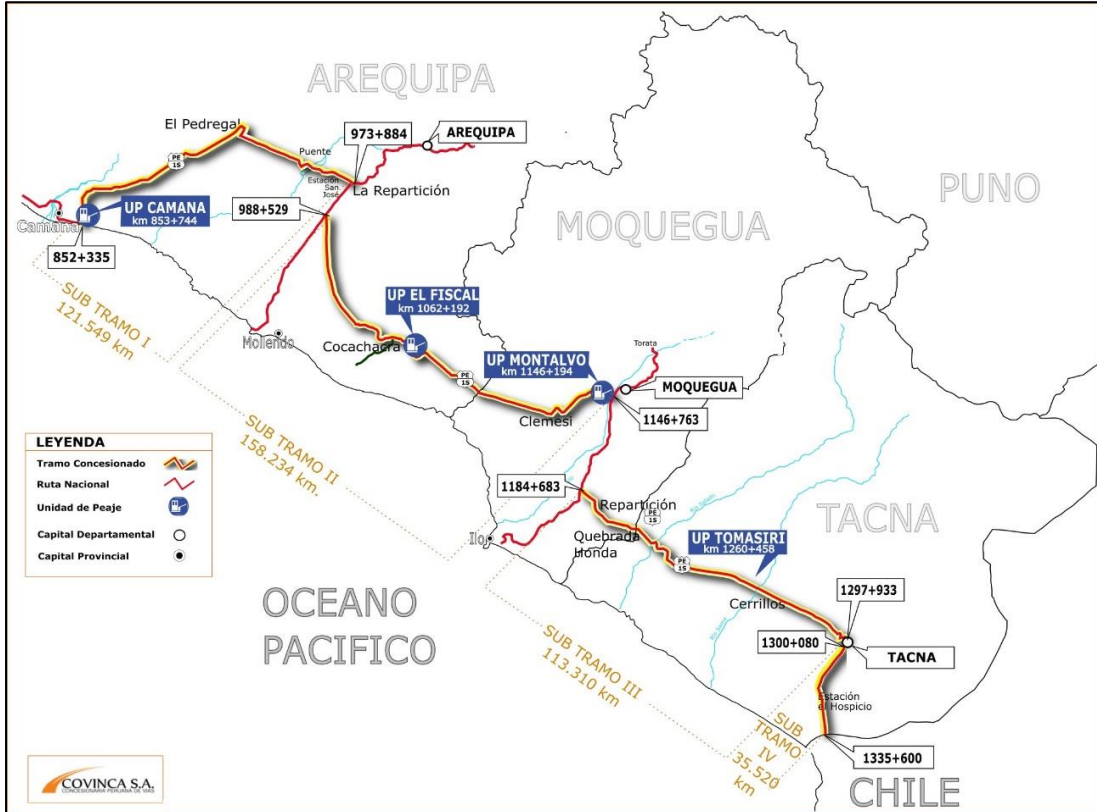 AREQUIPA
El Pedregal
973+884
AREQUIPA
Puente
PE
1S
Estación
San
José
La Repartición
PUNO
UP CAMANA
km 853+744
988+529
Camaná
MOQUEGUA
852+335
UP EL FISCAL
km 1062+192
SUB TRAMO I
121.549 km
Mollendo
Cocachacra
UP MONTALVO
km 1146+194
Torata
PE
1S
MOQUEGUA
Clemesi
1146+763
LEYENDA
Tramo Concesionado
Ruta Nacional
Unidad de Peaje
Capital Departamental
Capital Provincial
SUB TRAMO II
158.234 km.
1184+683
Repartición
PE
1S
TACNA
Ilo
Quebrada
Honda
UP TOMASIRI
km 1260+458
PE
1S
OCEANO
PACIFICO
Cerrillos
1297+933
SUB TRAMO III
113.310 km
1300+080
TACNA
Estación
el Hospicio
SUB
TRAMO
IV
35.520
km
1335+600
CHILE
COVINCA S.A.
CONCESIONARIA PERUANA DE VIAS